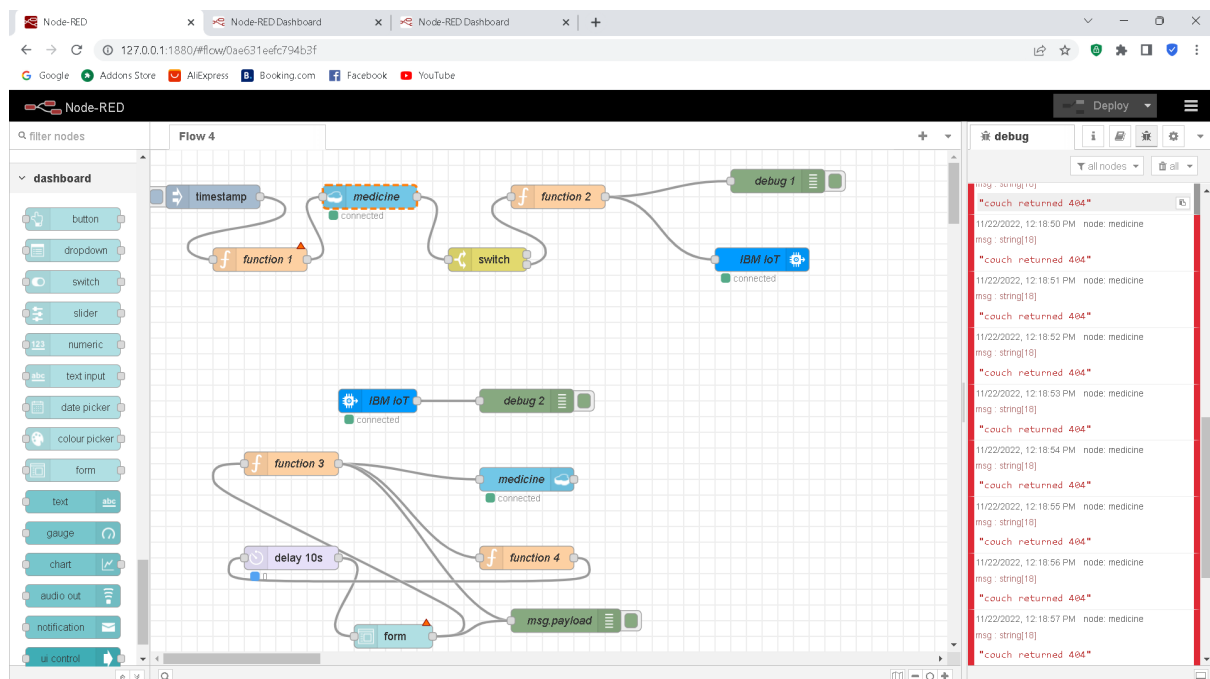 Node-RED
Node-RED Dashboard
Node-RED Dashboard
127.0.0.1:1880/#flow/0ae631eefc794b3f
Google
Addons Store
AliExpress
Booking.com
Facebook
YouTube
Node-RED
Deploy
filter nodes
Flow 4
debug
all nodes
all
dashboard
button
dropdown
switch
slider
numeric
text input
date picker
colour picker
form
text
gauge
chart
audio out
notification
ui control
timestamp
medicine
connected
function 1
switch
function 2
debug 1
IBM IoT
connected
IBM IoT
connected
debug 2
function 3
medicine
connected
delay 10s
0
function 4
msg.payload
form
msg : string[18]
"couch returned 404"
11/22/2022, 12:18:50 PM node: medicine
msg : string[18]
"couch returned 404"
11/22/2022, 12:18:51 PM node: medicine
msg : string[18]
"couch returned 404"
11/22/2022, 12:18:52 PM node: medicine
msg : string[18]
"couch returned 404"
11/22/2022, 12:18:53 PM node: medicine
msg : string[18]
"couch returned 404"
11/22/2022, 12:18:54 PM node: medicine
msg : string[18]
"couch returned 404"
11/22/2022, 12:18:55 PM node: medicine
msg : string[18]
"couch returned 404"
11/22/2022, 12:18:56 PM node: medicine
msg : string[18]
"couch returned 404"
11/22/2022, 12:18:57 PM node: medicine
msg : string[18]
"couch returned 404"